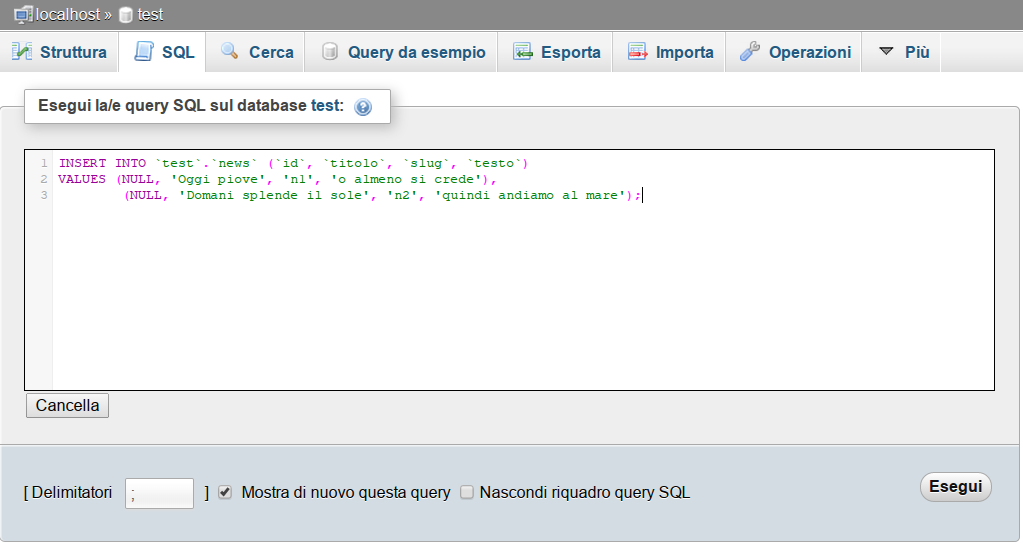 localhost » test
Struttura SQL Cerca Query da esempio Esporta Importa Operazioni Più
Esegui la/e query SQL sul database test:
1 INSERT INTO `test`.`news` (`id`, `titolo`, `slug`, `testo`)
2 VALUES (NULL, 'Oggi piove', 'n1', 'o almeno si crede'),
3 (NULL, 'Domani splende il sole', 'n2', 'quindi andiamo al mare');
Cancella
[ Delimitatori ; ] Mostra di nuovo questa query Nascondi riquadro query SQL Esegui